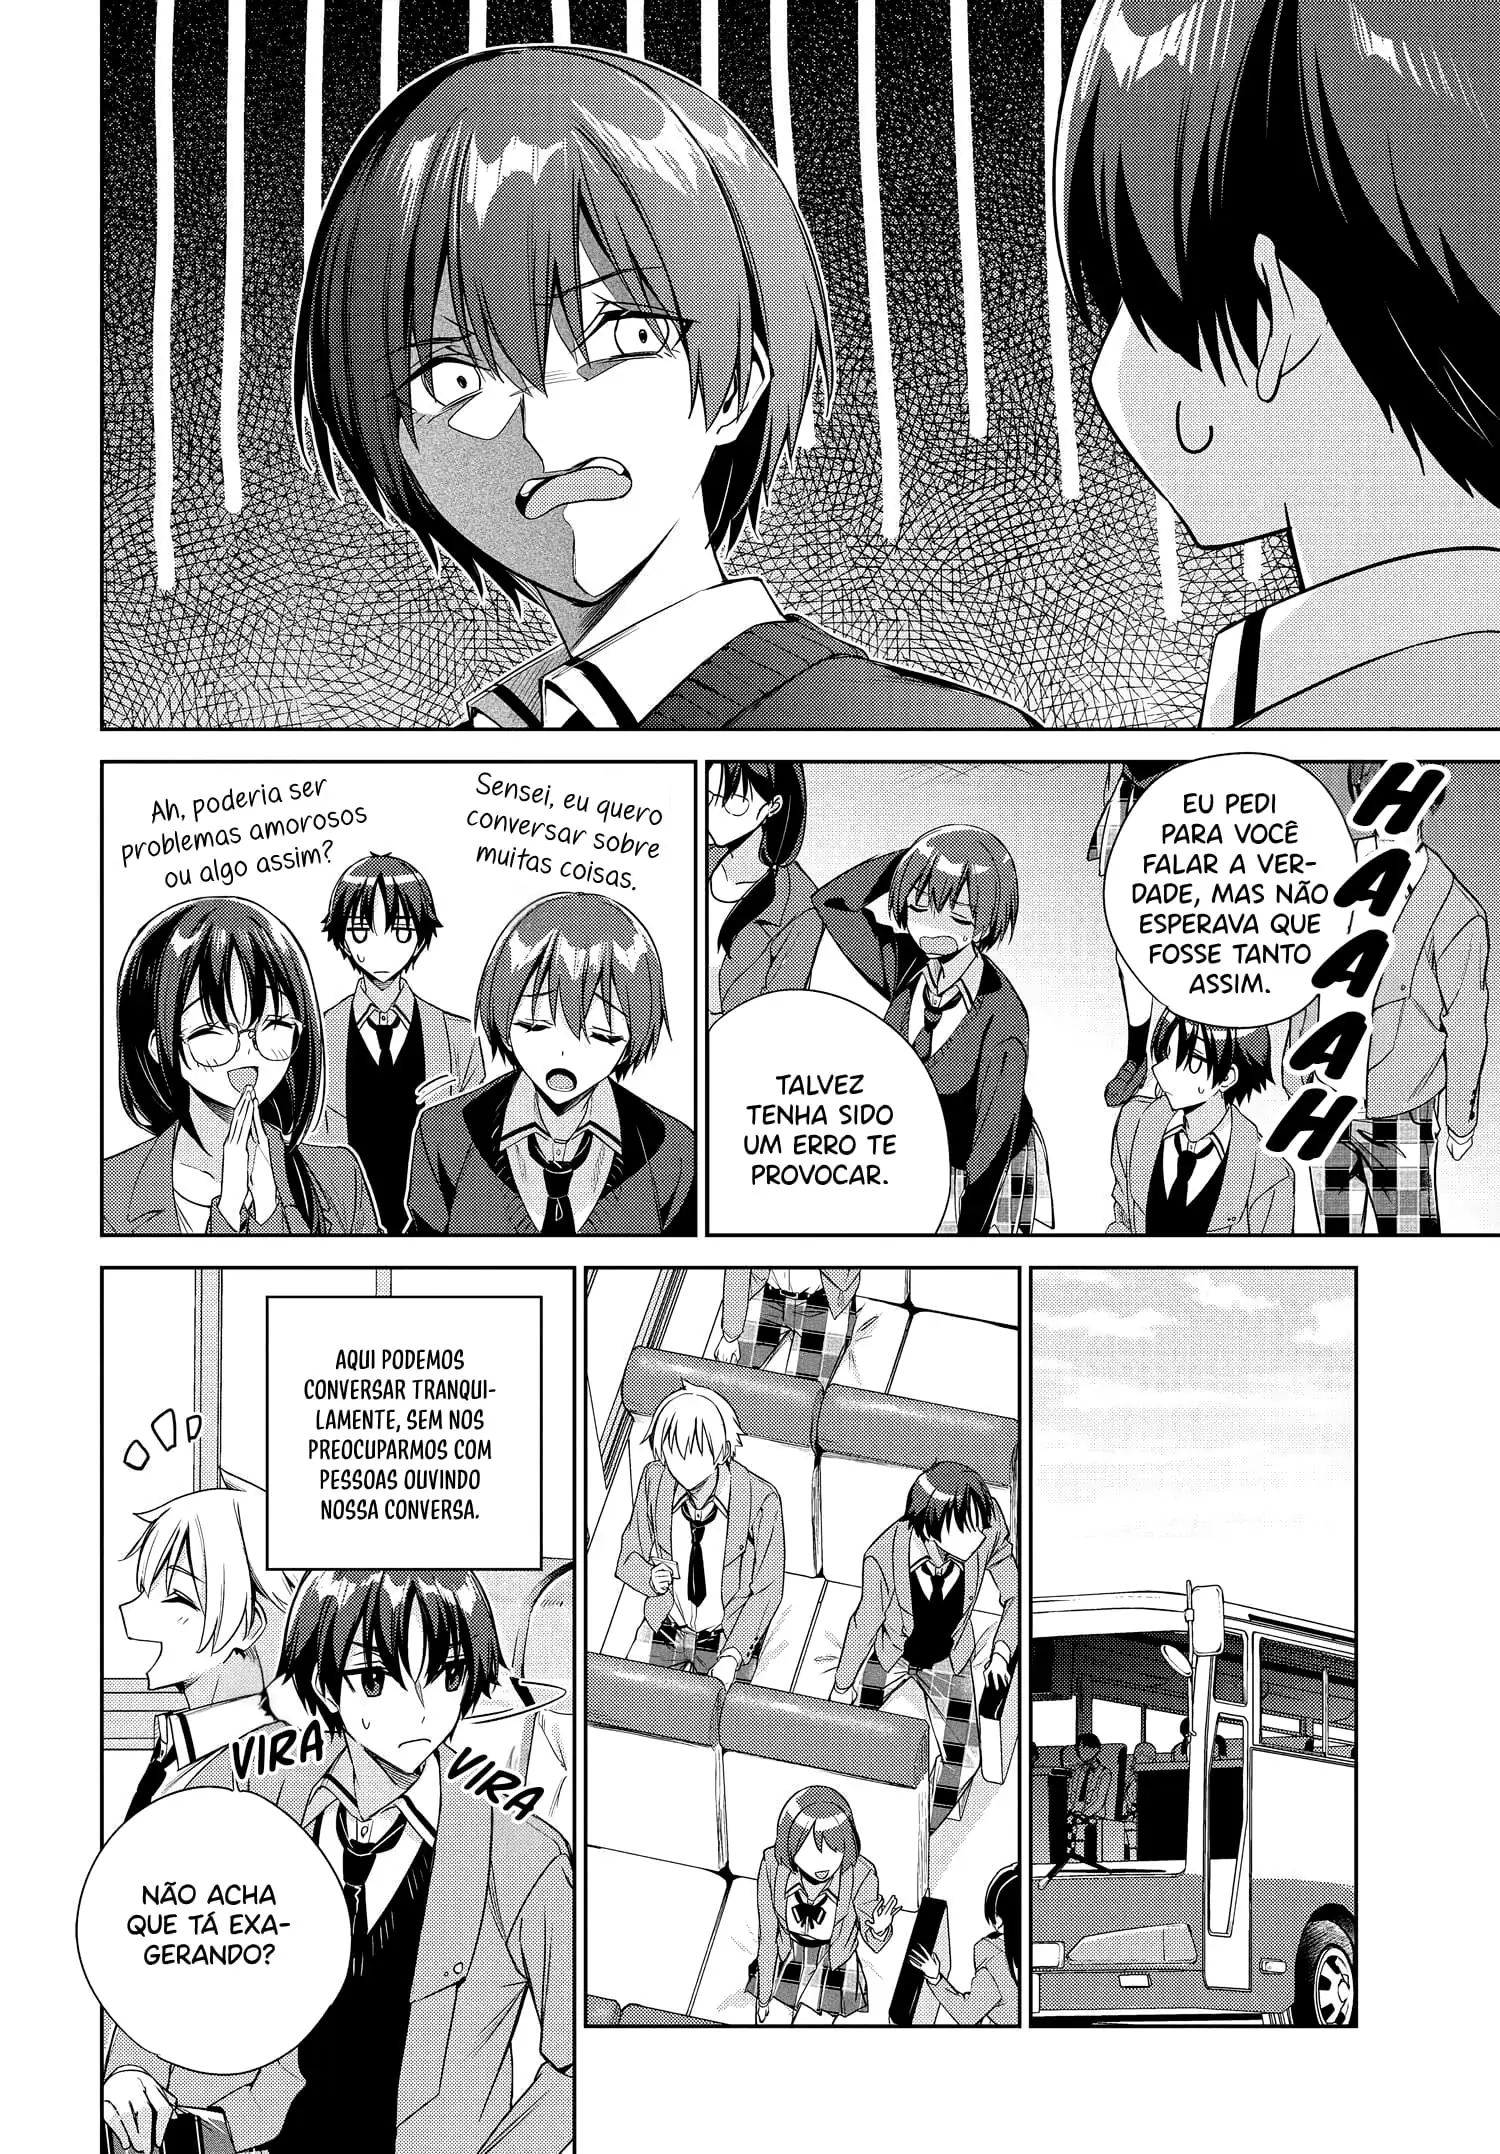 EU PEDI
PARA VOCÊ
FALAR A VER-
DADE, MAS NÃO
ESPERAVA QUE
FOSSE TANTO
ASSIM.
HAAAAH
TALVEZ
TENHA SIDO
UM ERRO TE
PROVOCAR.
Sensei, eu quero
conversar sobre
muitas coisas.
Ah, poderia ser
problemas amorosos
ou algo assim?
AQUI PODEMOS
CONVERSAR TRANQUI-
LAMENTE, SEM NOS
PREOCUPARMOS COM
PESSOAS OUVINDO
NOSSA CONVERSA.
VIRA
VIRA
NÃO ACHA
QUE TÁ EXA-
GERANDO?